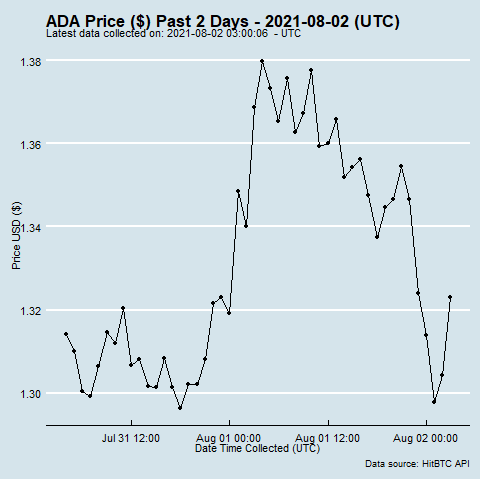 ADA Price ($) Past 2 Days - 2021-08-02 (UTC)
Latest data collected on: 2021-08-02 03:00:06 - UTC
1.38
1.36
1.34
1.32
1.30
Price USD ($)
Jul 31 12:00 Aug 01 00:00 Aug 01 12:00 Aug 02 00:00
Date Time Collected (UTC)
Data source: HitBTC API